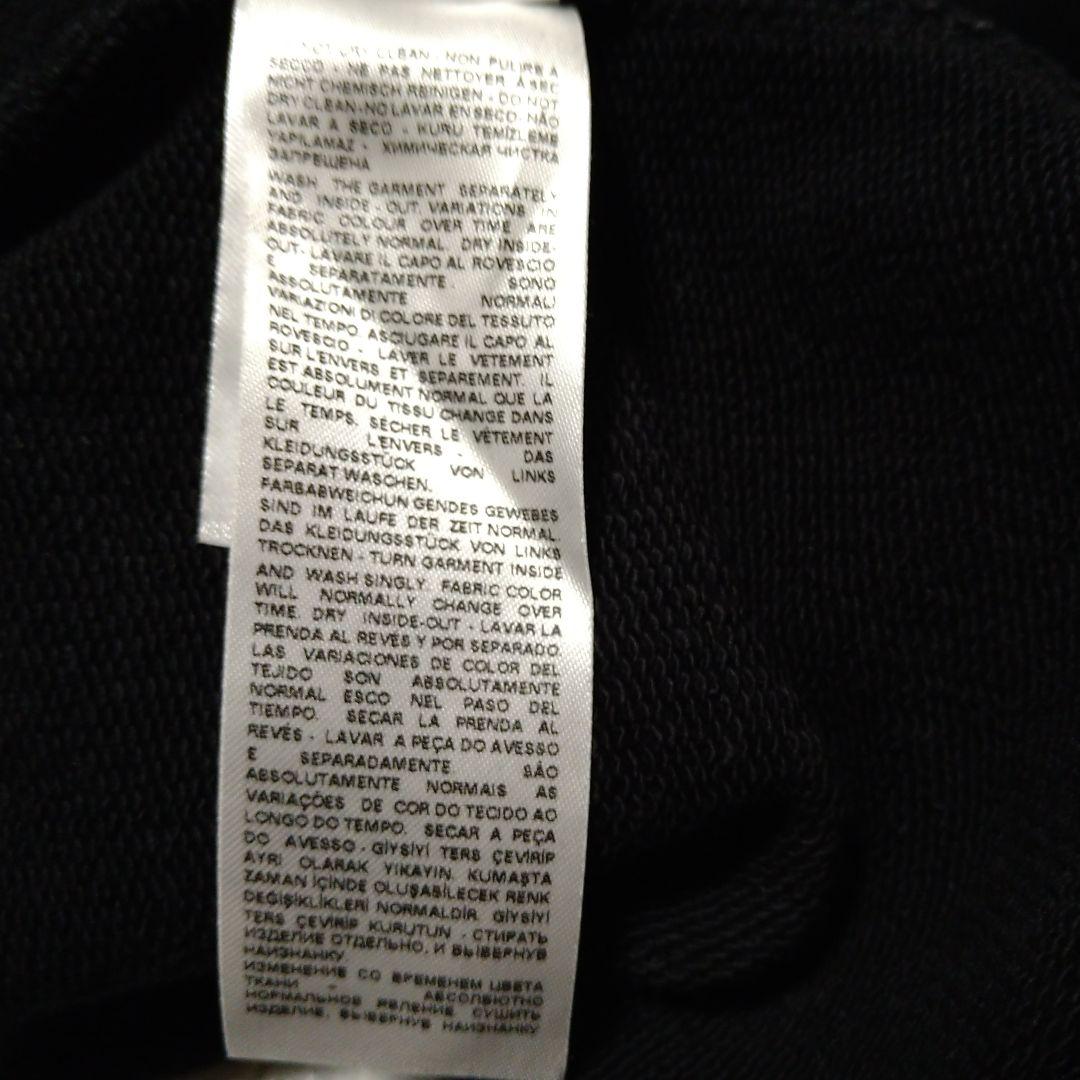 DRY CLEAN - NON PULIRE A
SECCO - NE PAS NETTOYER À SEC
NICHT CHEMISCH REINIGEN - DO NOT
DRY CLEAN - NO LAVAR EN SECO - NÃO
LAVAR A SECO - KURU TEMİZLEME
YAPILAMAZ - ХИМИЧЕСКАЯ ЧИСТКА
ЗАПРЕЩЕНА
WASH THE GARMENT SEPARATELY
AND INSIDE - OUT. VARIATIONS IN
FABRIC COLOUR OVER TIME ARE
ABSOLUTELY NORMAL. DRY INSIDE-
OUT - LAVARE IL CAPO AL ROVESCIO
E SEPARATAMENTE. SONO
ASSOLUTAMENTE NORMALI
VARIAZIONI DI COLORE DEL TESSUTO
NEL TEMPO. ASCIUGARE IL CAPO AL
ROVESCIO - LAVER LE VETEMENT
SUR L'ENVERS ET SEPAREMENT. IL
EST ABSOLUMENT NORMAL QUE LA
COULEUR DU TISSU CHANGE DANS
LE TEMPS. SÉCHER LE VÊTEMENT
SUR L'ENVERS - DAS
KLEIDUNGSSTÜCK VON LINKS
SEPARAT WASCHEN.
FARBABWEICHUN GENDES GEWEBES
SIND IM LAUFE DER ZEIT NORMAL.
DAS KLEIDUNGSSTÜCK VON LINKS
TROCKNEN - TURN GARMENT INSIDE
AND WASH SINGLY. FABRIC COLOR
WILL NORMALLY CHANGE OVER
TIME. DRY INSIDE-OUT - LAVAR LA
PRENDA AL REVÉS Y POR SEPARADO.
LAS VARIACIONES DE COLOR DEL
TEJIDO SON ABSOLUTAMENTE
NORMAL ESCO NEL PASO DEL
TIEMPO. SECAR LA PRENDA AL
REVÉS - LAVAR A PEÇA DO AVESSO
E SEPARADAMENTE. SÃO
ABSOLUTAMENTE NORMAIS AS
VARIAÇÕES DE COR DO TECIDO AO
LONGO DO TEMPO. SECAR A PEÇA
DO AVESSO - GİYSİYİ TERS ÇEVİRİP
AYRI OLARAK YIKAYIN. KUMAŞTA
ZAMAN İÇİNDE OLUŞABİLECEK RENK
DEĞİŞİKLİKLERİ NORMALDİR. GİYSİYİ
TERS ÇEVİRİP KURUTUN - СТИРАТЬ
ИЗДЕЛИЕ ОТДЕЛЬНО, И ВЫВЕРНУВ
НАИЗНАНКУ.
ИЗМЕНЕНИЕ СО ВРЕМЕНЕМ ЦВЕТА
ТКАНИ - АБСОЛЮТНО
НОРМАЛЬНОЕ ЯВЛЕНИЕ. СУШИТЬ
ИЗДЕЛИЕ, ВЫВЕРНУВ НАИЗНАНКУ